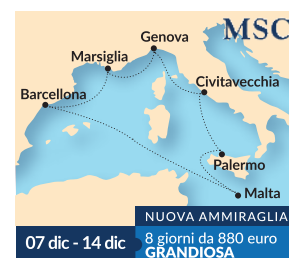 MSC
Genova
Marsiglia
Civitavecchia
Barcellona
Palermo
Malta
NUOVA AMMIRAGLIA
07 dic - 14 dic
8 giorni da 880 euro
GRANDIOSA